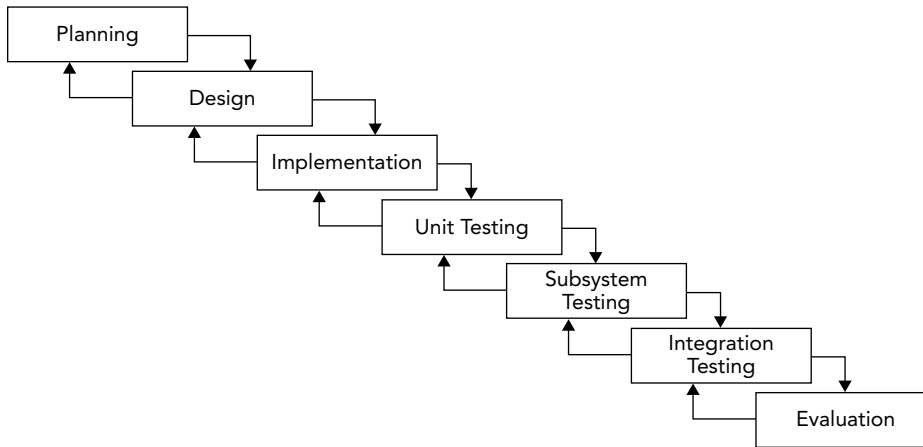 Planning
Design
Implementation
Unit Testing
Subsystem
Testing
Integration
Testing
Evaluation